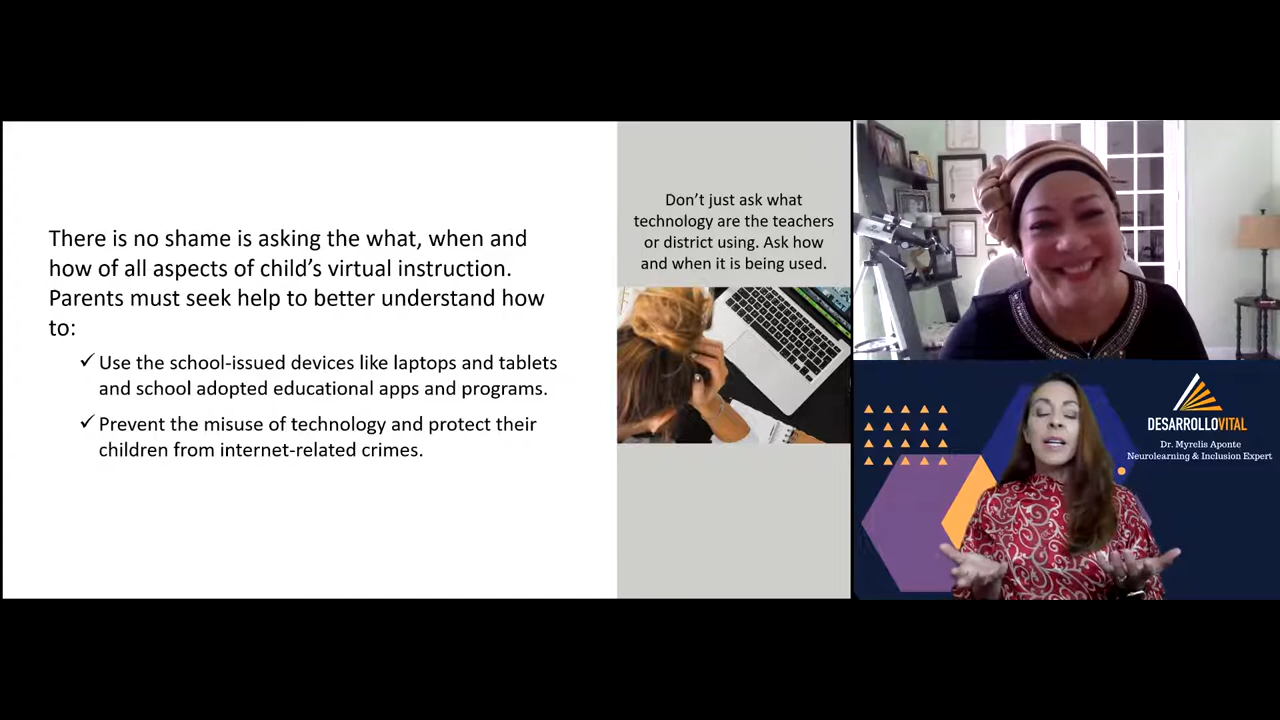 There is no shame is asking the what, when and
how of all aspects of child’s virtual instruction.
Parents must seek help to better understand how
to:
✓ Use the school-issued devices like laptops and tablets
and school adopted educational apps and programs.
✓ Prevent the misuse of technology and protect their
children from internet-related crimes.
Don’t just ask what
technology are the teachers
or district using. Ask how
and when it is being used.
DESARROLLOVITAL
Dr. Myrelis Aponte
Neurolearning & Inclusion Expert